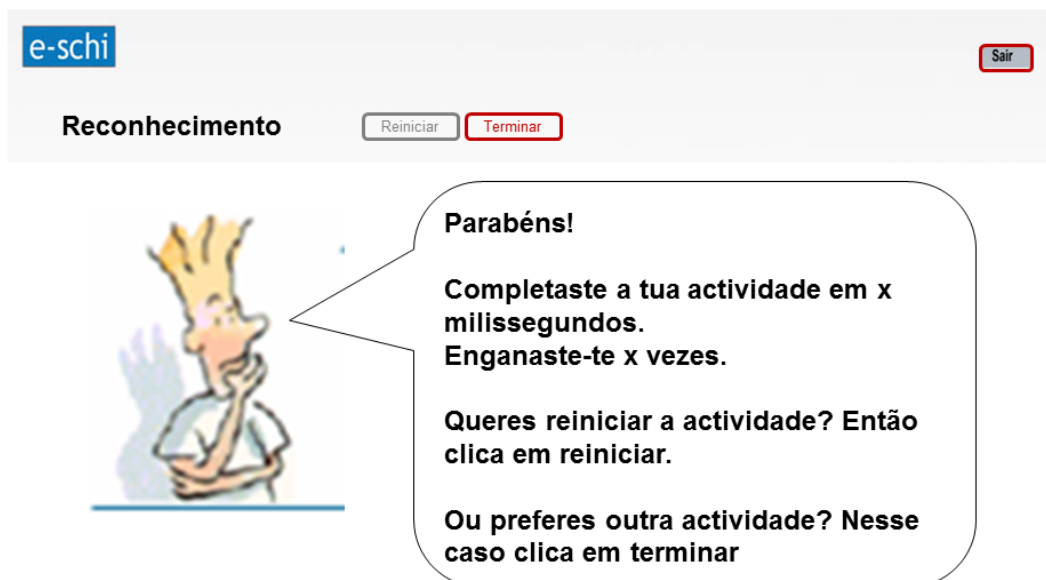 e-schi
Sair
Reconhecimento
Reiniciar
Terminar
Parabéns!
Completaste a tua actividade em x
milissegundos.
Enganaste-te x vezes.
Queres reiniciar a actividade? Então
clica em reiniciar.
Ou preferes outra actividade? Nesse
caso clica em terminar